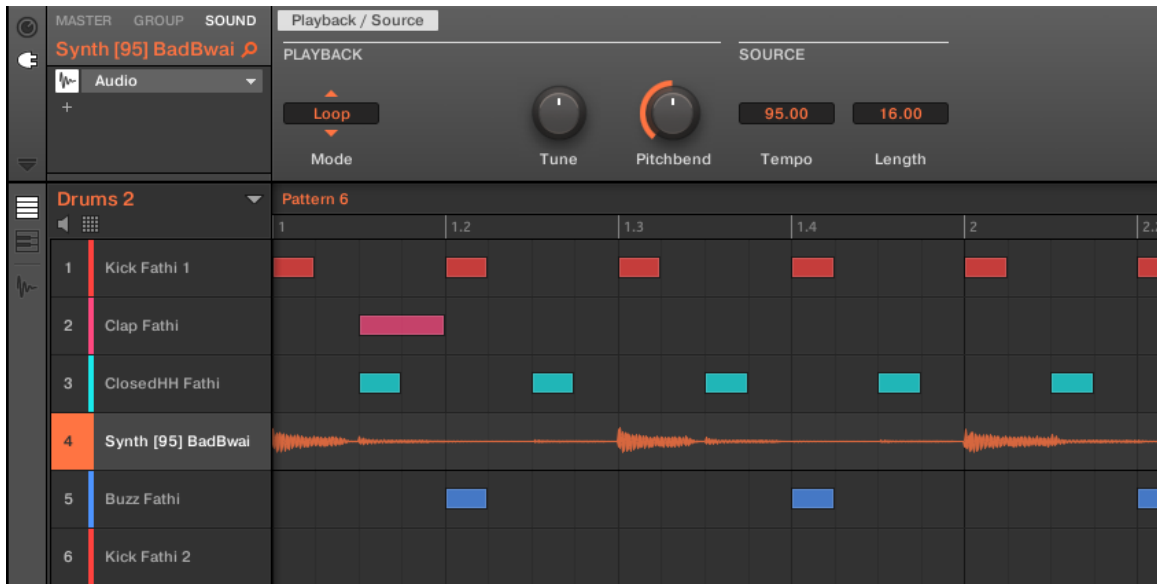 MASTER GROUP SOUND
Playback / Source
Synth [95] BadBwai
PLAYBACK
SOURCE
Audio
+
Loop
95.00
16.00
Mode
Tune
Pitchbend
Tempo
Length
Drums 2
Pattern 6
1
1.2
1.3
1.4
2
1 Kick Fathi 1
2 Clap Fathi
3 ClosedHH Fathi
4 Synth [95] BadBwai
5 Buzz Fathi
6 Kick Fathi 2